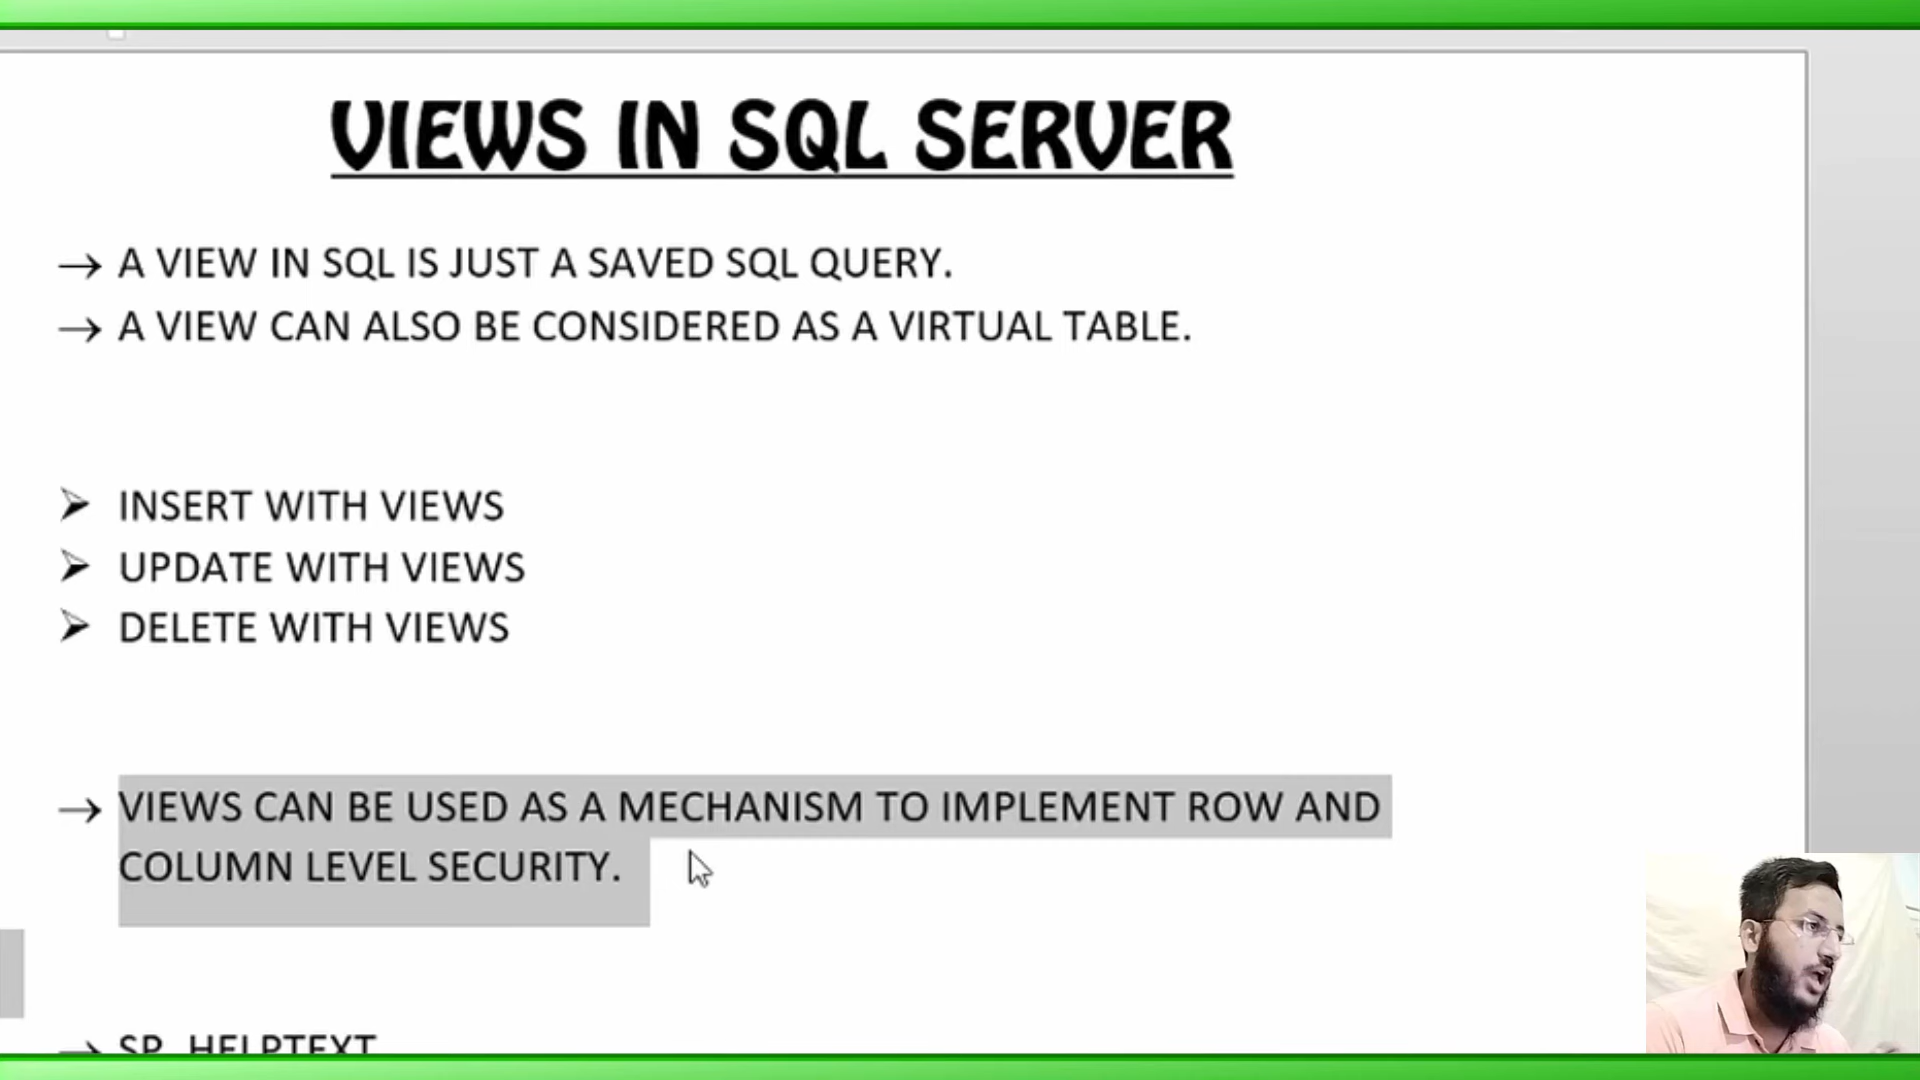 VIEWS IN SQL SERVER
→ A VIEW IN SQL IS JUST A SAVED SQL QUERY.
→ A VIEW CAN ALSO BE CONSIDERED AS A VIRTUAL TABLE.
➢ INSERT WITH VIEWS
➢ UPDATE WITH VIEWS
➢ DELETE WITH VIEWS
→ VIEWS CAN BE USED AS A MECHANISM TO IMPLEMENT ROW AND
COLUMN LEVEL SECURITY.
→ SP_HELPTEXT